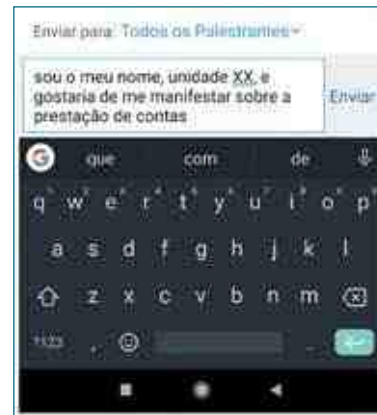 Enviar para: Todos os Palestrantes
sou o meu nome, unidade XX, e
gostaria de me manifestar sobre a
prestação de contas
Enviar
que com de
q w e r t y u i o p
a s d f g h j k l
z x c v b n m
?123 , .